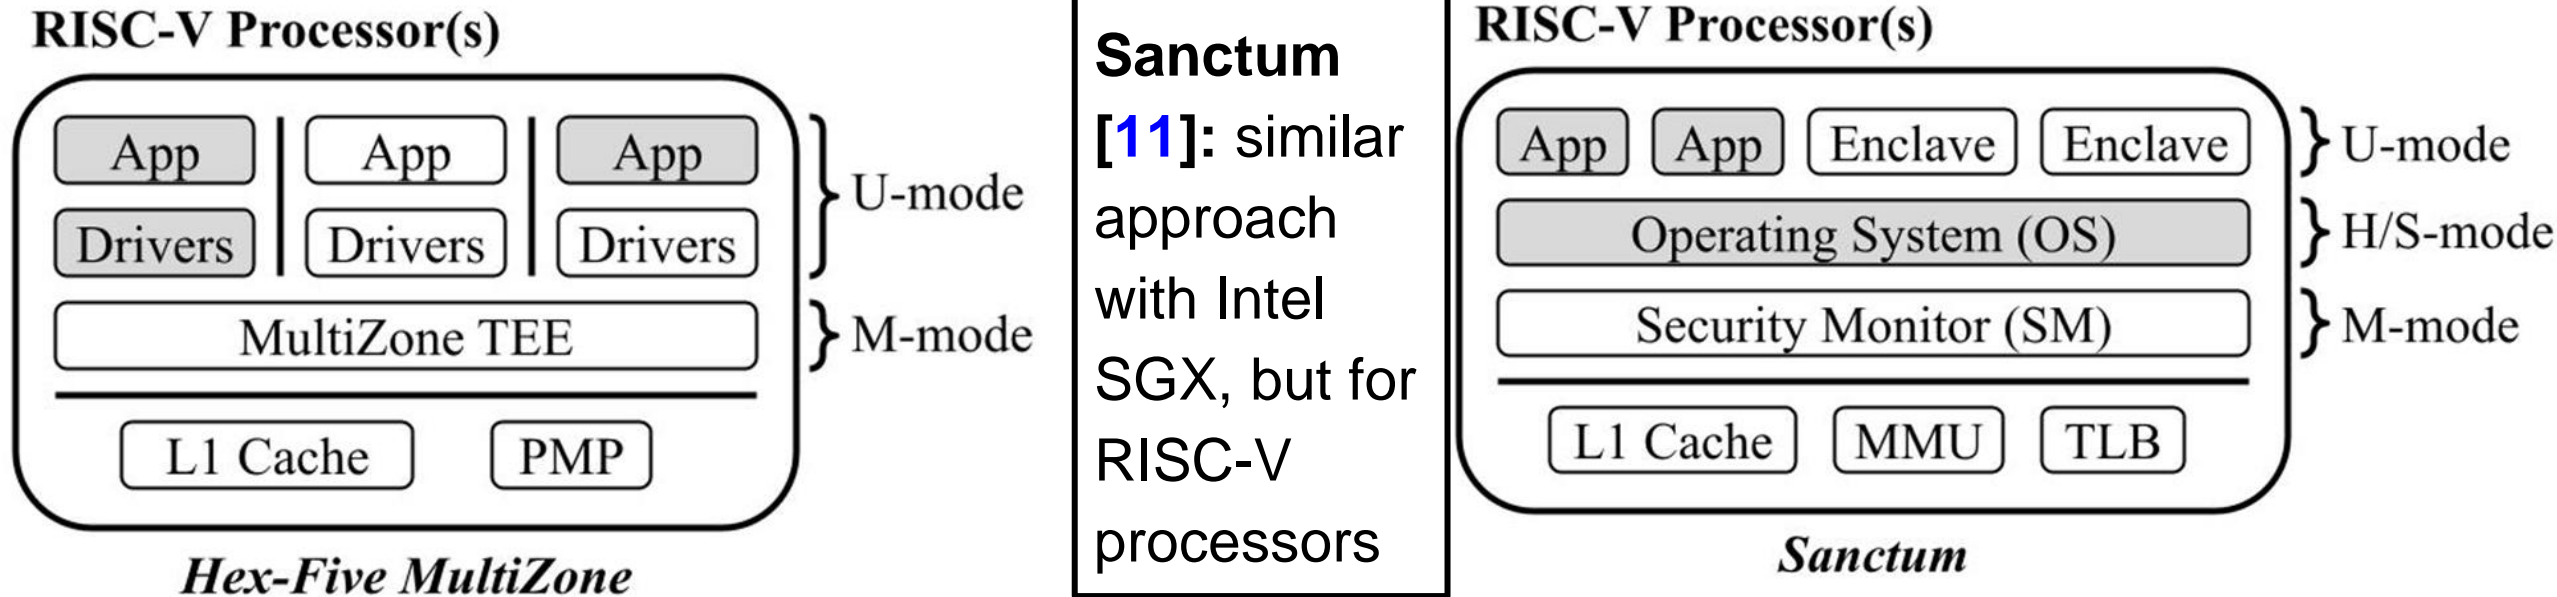 RISC-V Processor(s)
App App App
Drivers Drivers Drivers
U-mode
MultiZone TEE
M-mode
L1 Cache PMP
Hex-Five MultiZone
Sanctum
[11]: similar
approach
with Intel
SGX, but for
RISC-V
processors
RISC-V Processor(s)
App App Enclave Enclave
U-mode
Operating System (OS)
H/S-mode
Security Monitor (SM)
M-mode
L1 Cache MMU TLB
Sanctum